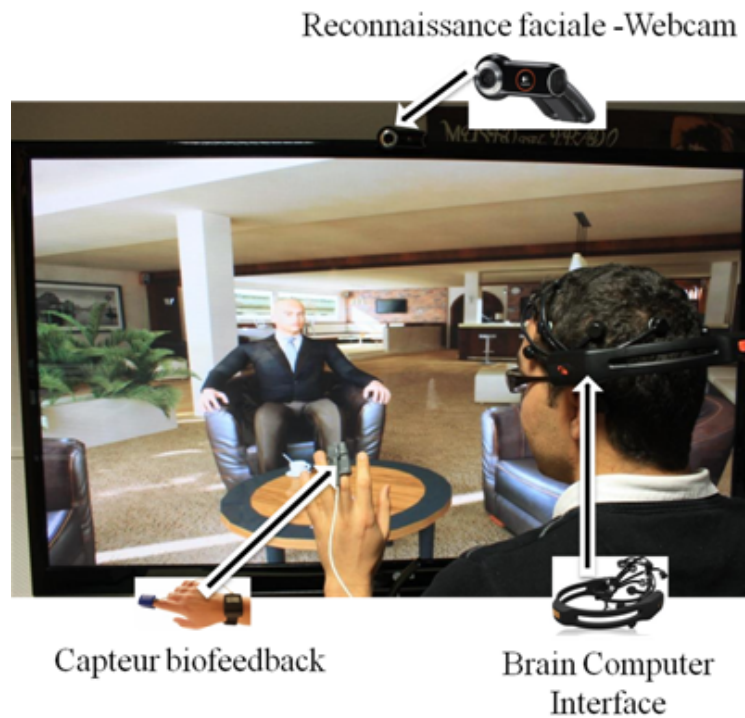 Reconnaissance faciale -Webcam
Capteur biofeedback
Brain Computer
Interface